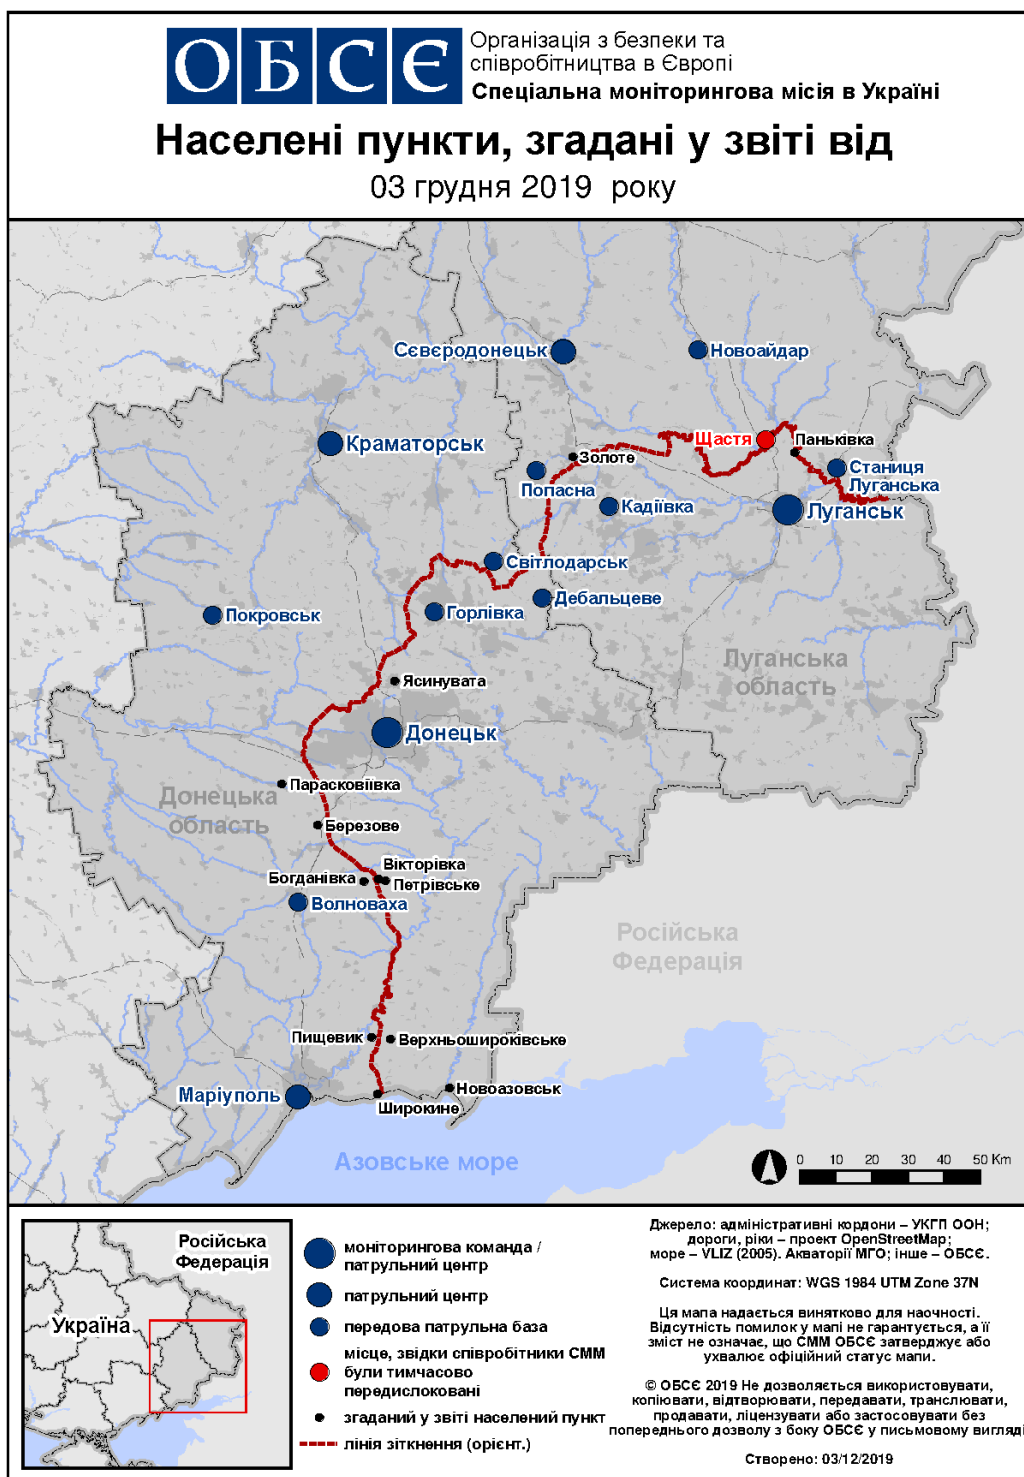 ОБСЄ
Організація з безпеки та
співробітництва в Європі
Спеціальна моніторингова місія в Україні
Населені пункти, згадані у звіті від
03 грудня 2019 року
Сєвєродонецьк
Новоайдар
Краматорськ
Щастя
Паньківка
Золоте
Станиця
Луганська
Попасна
Кадіївка
Луганськ
Світлодарськ
Дебальцеве
Покровськ
Горлівка
Луганська
область
Ясинувата
Донецьк
Парасковіївка
Донецька
область
Березове
Вікторівка
Богданівка
Петрівське
Волноваха
Російська
Федерація
Пищевик
Верхньошироківське
Новоазовськ
Маріуполь
Широкине
Азовське море
0 10 20 30 40 50 Km
Російська
Федерація
Україна
моніторингова команда /
патрульний центр
патрульний центр
передова патрульна база
місце, звідки співробітники СММ
були тимчасово
передислоковані
згаданий у звіті населений пункт
лінія зіткнення (орієнт.)
Джерело: адміністративні кордони – УКГП ООН;
дороги, ріки – проект OpenStreetMap;
море – VLIZ (2005). Акваторії МГО; інше – ОБСЄ.
Система координат: WGS 1984 UTM Zone 37N
Ця мапа надається винятково для наочності.
Відсутність помилок у мапі не гарантується, а її
зміст не означає, що СММ ОБСЄ затверджує або
ухвалює офіційний статус мапи.
© ОБСЄ 2019 Не дозволяється використовувати,
копіювати, відтворювати, передавати, транслювати,
продавати, ліцензувати або застосовувати без
попереднього дозволу з боку ОБСЄ у письмовому вигляді
Створено: 03/12/2019